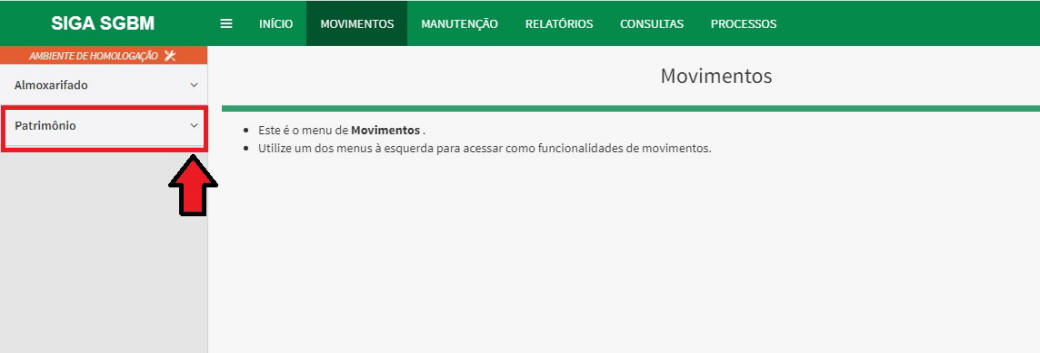 SIGA SGBM
INÍCIO MOVIMENTOS MANUTENÇÃO RELATÓRIOS CONSULTAS PROCESSOS
AMBIENTE DE HOMOLOGAÇÃO
Almoxarifado
Patrimônio
Movimentos
Este é o menu de Movimentos .
Utilize um dos menus à esquerda para acessar como funcionalidades de movimentos.